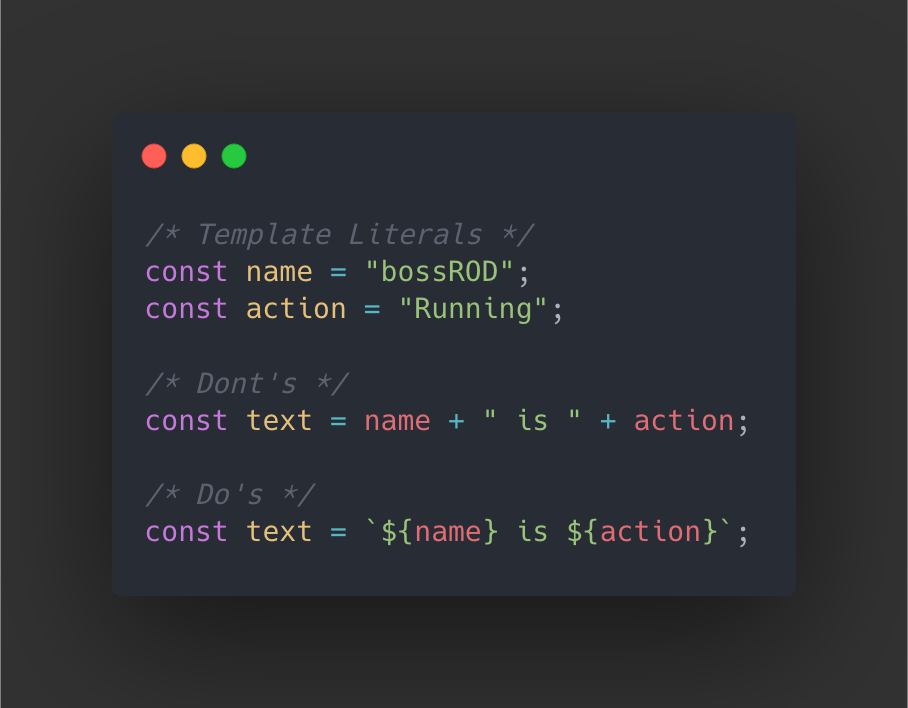 /* Template Literals */
const name = "bossROD";
const action = "Running";
/* Dont's */
const text = name + " is " + action;
/* Do's */
const text = `${name} is ${action}`;